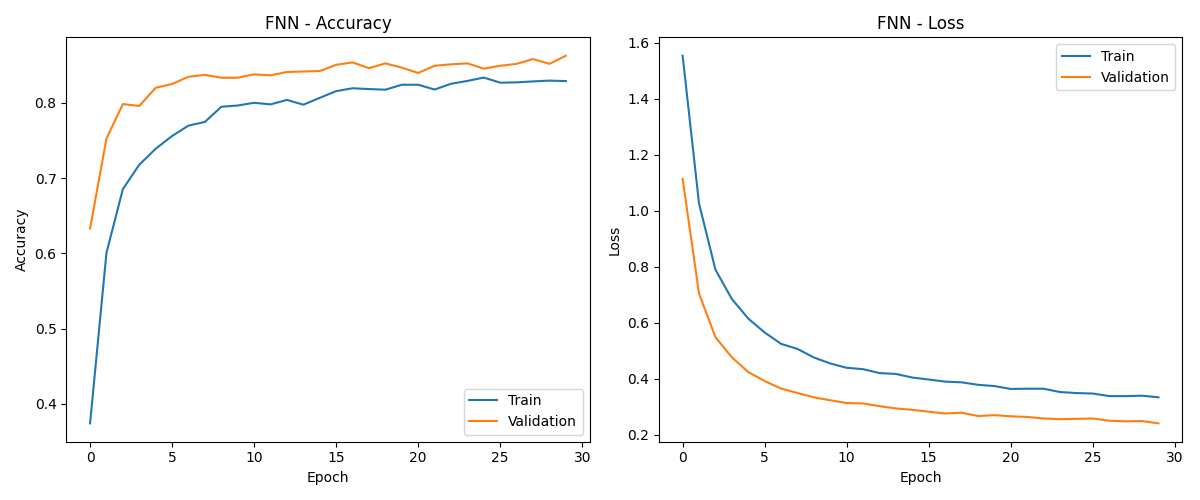 FNN - Accuracy
Accuracy
0.8
0.7
0.6
0.5
0.4
0 5 10 15 20 25 30
Epoch
Train
Validation
FNN - Loss
Loss
1.6
1.4
1.2
1.0
0.8
0.6
0.4
0.2
0 5 10 15 20 25 30
Epoch
Train
Validation